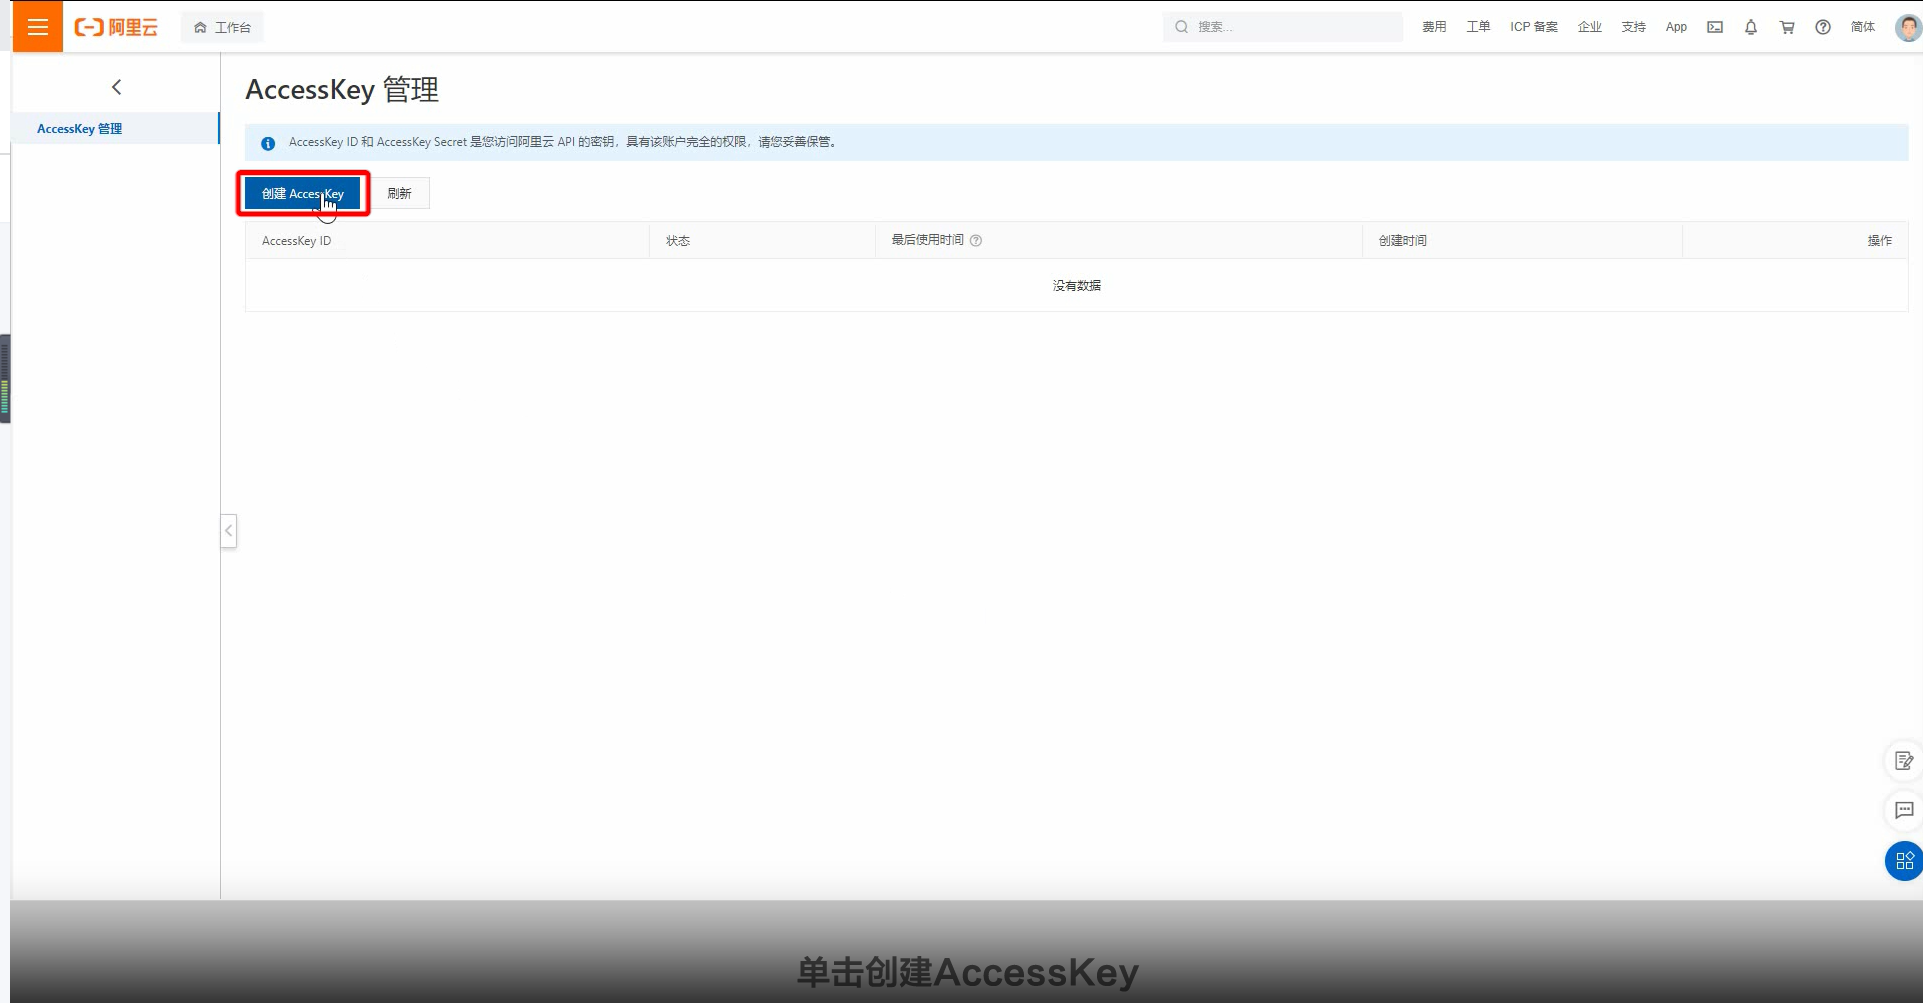 阿里云
工作台
搜索...
费用
工单
ICP 备案
企业
支持
App
简体
AccessKey 管理
AccessKey 管理
AccessKey ID 和 AccessKey Secret 是您访问阿里云 API 的密钥，具有该账户完全的权限，请您妥善保管。
创建 AccessKey
刷新
AccessKey ID
状态
最后使用时间
创建时间
操作
没有数据
单击创建AccessKey